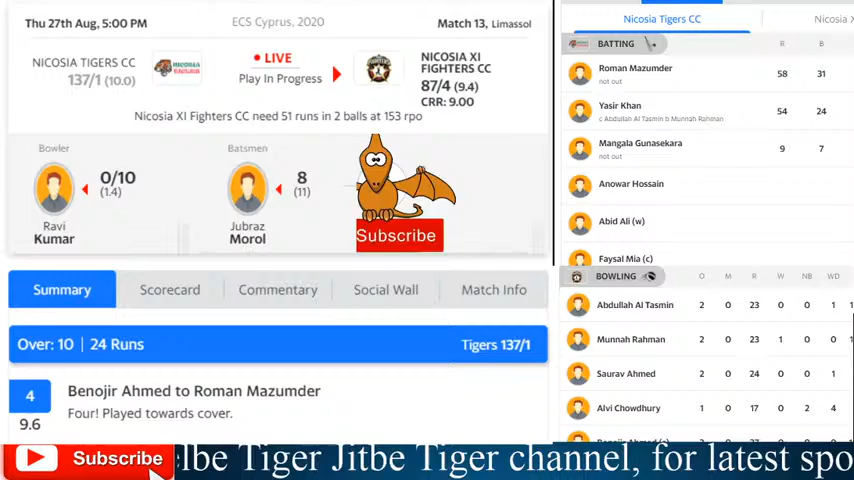 Thu 27th Aug, 5:00 PM
ECS Cyprus, 2020
Match 13, Limassol
NICOSIA TIGERS CC
137/1 (10.0)
LIVE
Play In Progress
NICOSIA XI
FIGHTERS CC
87/4 (9.4)
CRR: 9.00
Nicosia XI Fighters CC need 51 runs in 2 balls at 153 rpo
Bowler
0/10
(1.4)
Ravi
Kumar
Batsmen
8
(11)
Jubraz
Morol
Subscribe
Summary
Scorecard
Commentary
Social Wall
Match Info
Over: 10 | 24 Runs
Tigers 137/1
4
9.6
Benojir Ahmed to Roman Mazumder
Four! Played towards cover.
Nicosia Tigers CC
Nicosia X
BATTING R B
Roman Mazumder 58 31
not out
Yasir Khan 54 24
c Abdullah Al Tasmin b Munnah Rahman
Mangala Gunasekara 9 7
not out
Anowar Hossain
Abid Ali (w)
Faysal Mia (c)
BOWLING O M R W NB WD
Abdullah Al Tasmin 2 0 23 0 0 1
Munnah Rahman 2 0 23 1 0 0
Saurav Ahmed 2 0 24 0 0 1
Alvi Chowdhury 1 0 17 0 2 4
Subscribe
elbe Tiger Jitbe Tiger channel, for latest spo